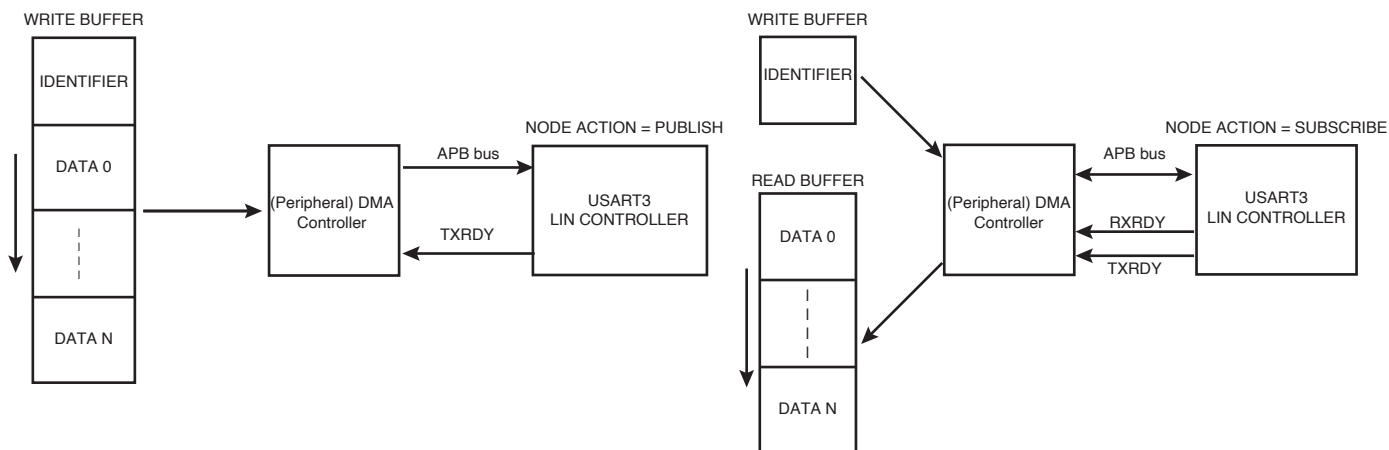 WRITE BUFFER
IDENTIFIER
DATA 0
DATA N
(Peripheral) DMA
Controller
APB bus
TXRDY
NODE ACTION = PUBLISH
USART3
LIN CONTROLLER
WRITE BUFFER
IDENTIFIER
READ BUFFER
DATA 0
DATA N
(Peripheral) DMA
Controller
APB bus
RXRDY
TXRDY
NODE ACTION = SUBSCRIBE
USART3
LIN CONTROLLER